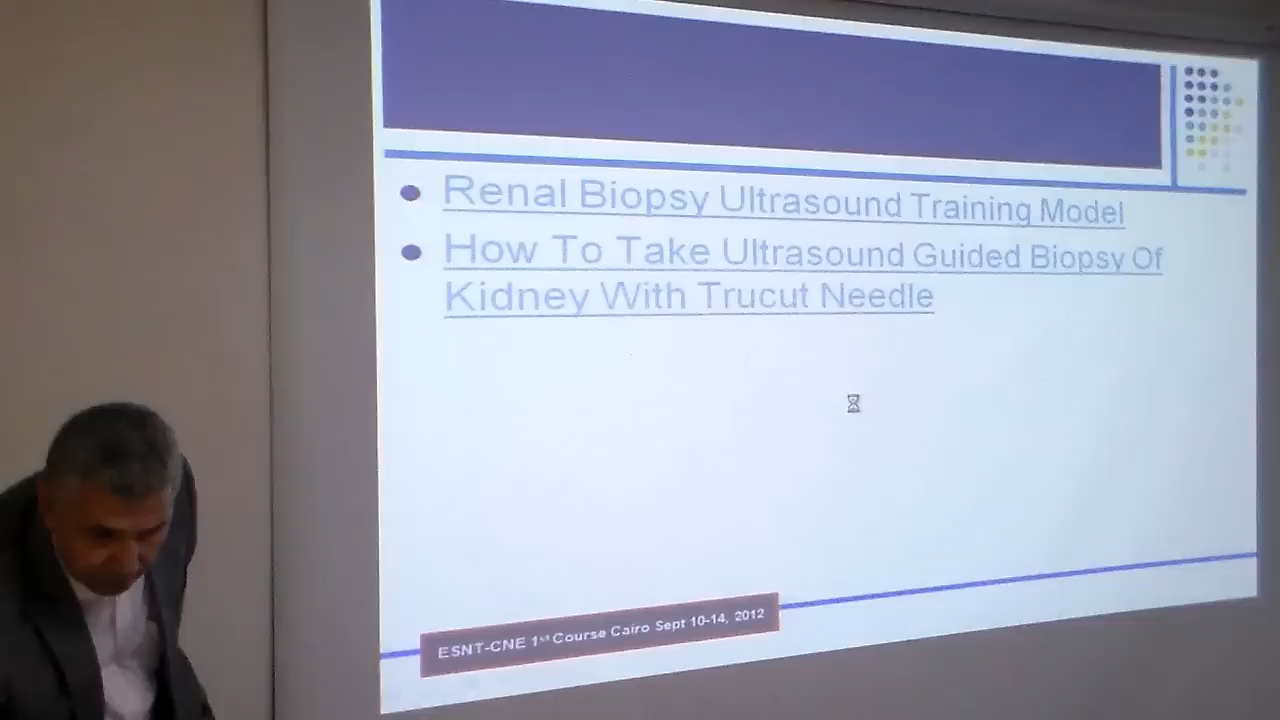 Renal Biopsy Ultrasound Training Model
How To Take Ultrasound Guided Biopsy Of
Kidney With Trucut Needle
ESNT-CNE 1st Course Cairo Sept 10-14, 2012